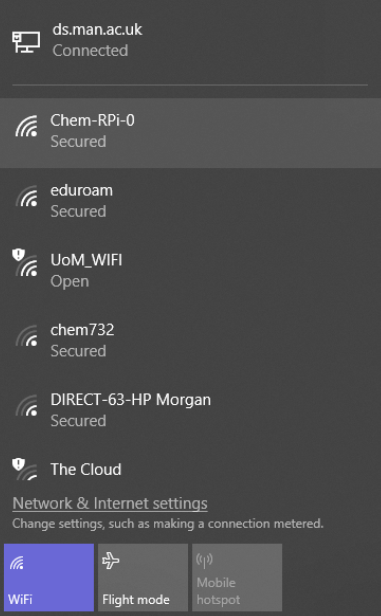 ds.man.ac.uk
Connected
Chem-RPi-0
Secured
eduroam
Secured
UoM_WIFI
Open
chem732
Secured
DIRECT-63-HP Morgan
Secured
The Cloud
Network & Internet settings
Change settings, such as making a connection metered.
WiFi
Flight mode
Mobile
hotspot